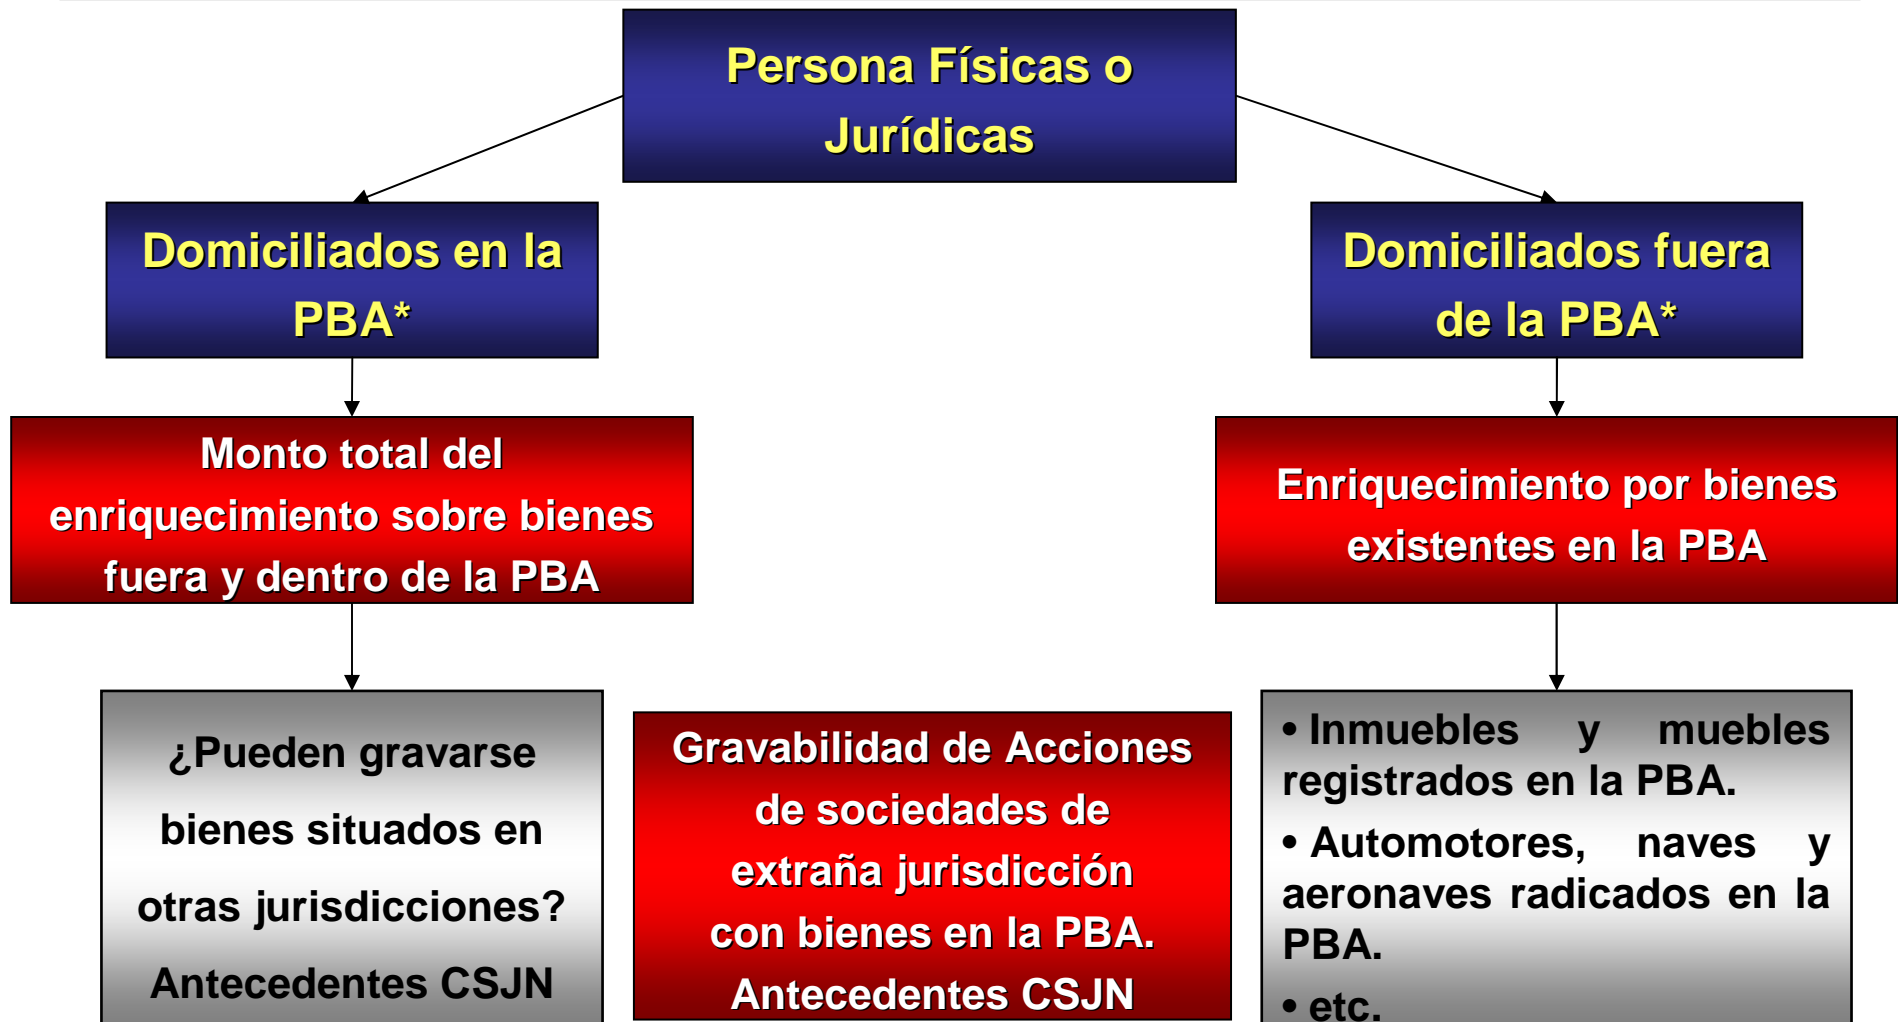 Persona Físicas o
Jurídicas
Domiciliados en la
PBA*
Domiciliados fuera
de la PBA*
Monto total del
enriquecimiento sobre bienes
fuera y dentro de la PBA
Enriquecimiento por bienes
existentes en la PBA
¿Pueden gravarse
bienes situados en
otras jurisdicciones?
Antecedentes CSJN
Gravabilidad de Acciones
de sociedades de
extraña jurisdicción
con bienes en la PBA.
Antecedentes CSJN
• Inmuebles y muebles
registrados en la PBA.
• Automotores, naves y
aeronaves radicados en la
PBA.
• etc.